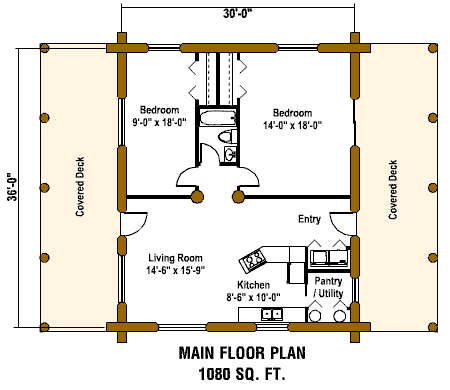 30'-0"
36'-0"
Covered Deck
Bedroom
9'-0" x 18'-0"
Bedroom
14'-0" x 18'-0"
Covered Deck
Entry
Living Room
14'-6" x 15'-9"
Kitchen
8'-6" x 10'-0"
Pantry
/ Utility
MAIN FLOOR PLAN
1080 SQ. FT.